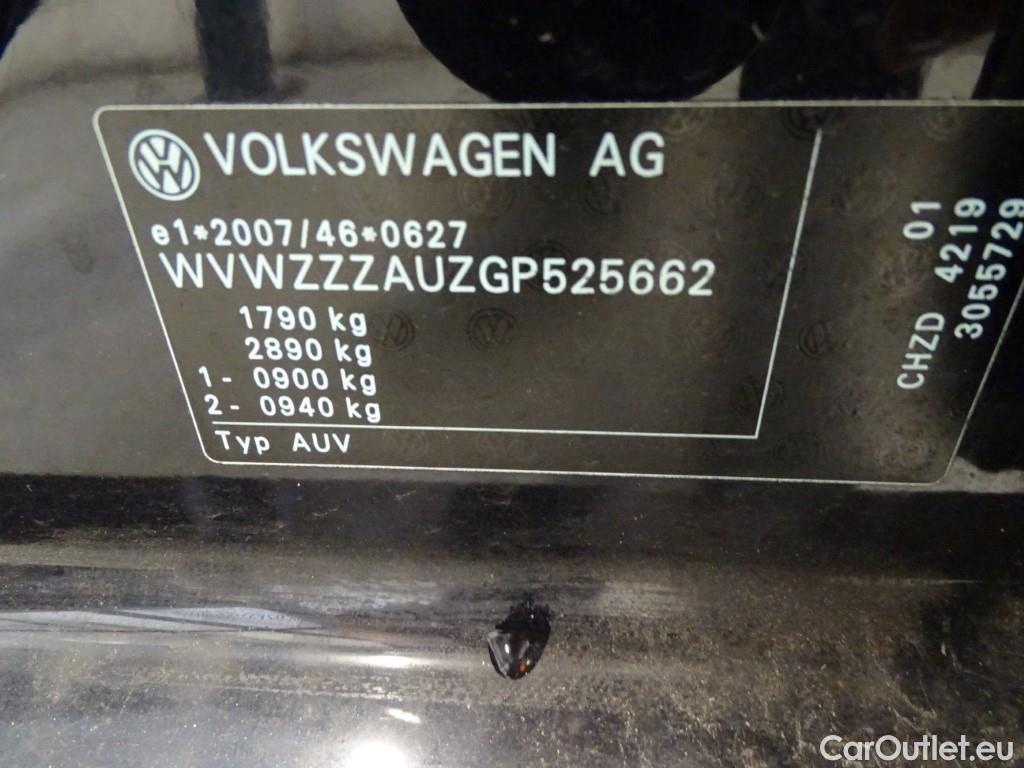 VOLKSWAGEN AG
e1*2007/46*0627
WVWZZZAUZGP525662
1790 kg
2890 kg
1- 0900 kg
2- 0940 kg
Typ AUV
01
CHZD 4219
3055729
CarOutlet.eu